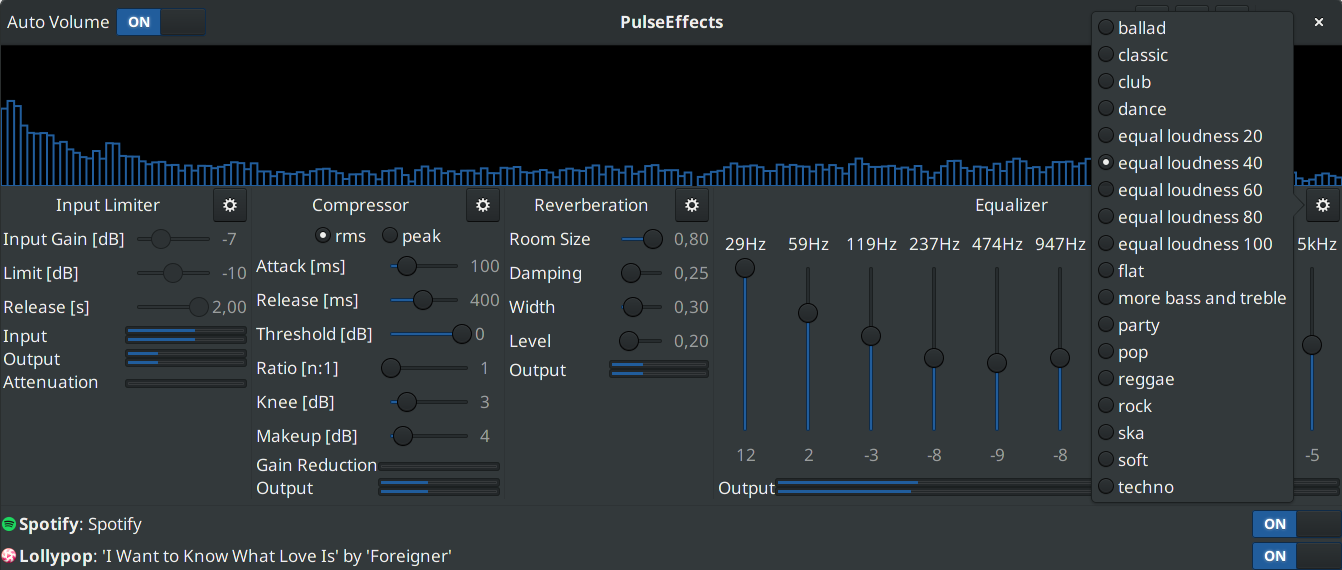 Auto Volume ON PulseEffects ×
Input Limiter
Input Gain [dB] -7
Limit [dB] -10
Release [s] 2,00
Input
Output
Attenuation
Compressor
rms peak
Attack [ms] 100
Release [ms] 400
Threshold [dB] 0
Ratio [n:1] 1
Knee [dB] 3
Makeup [dB] 4
Gain Reduction
Output
Reverberation
Room Size 0,80
Damping 0,25
Width 0,30
Level 0,20
Output
Equalizer
29Hz 59Hz 119Hz 237Hz 474Hz 947Hz 5kHz
12 2 -3 -8 -9 -8 -5
Output
ballad
classic
club
dance
equal loudness 20
equal loudness 40
equal loudness 60
equal loudness 80
equal loudness 100
flat
more bass and treble
party
pop
reggae
rock
ska
soft
techno
Spotify: Spotify ON
Lollypop: 'I Want to Know What Love Is' by 'Foreigner' ON